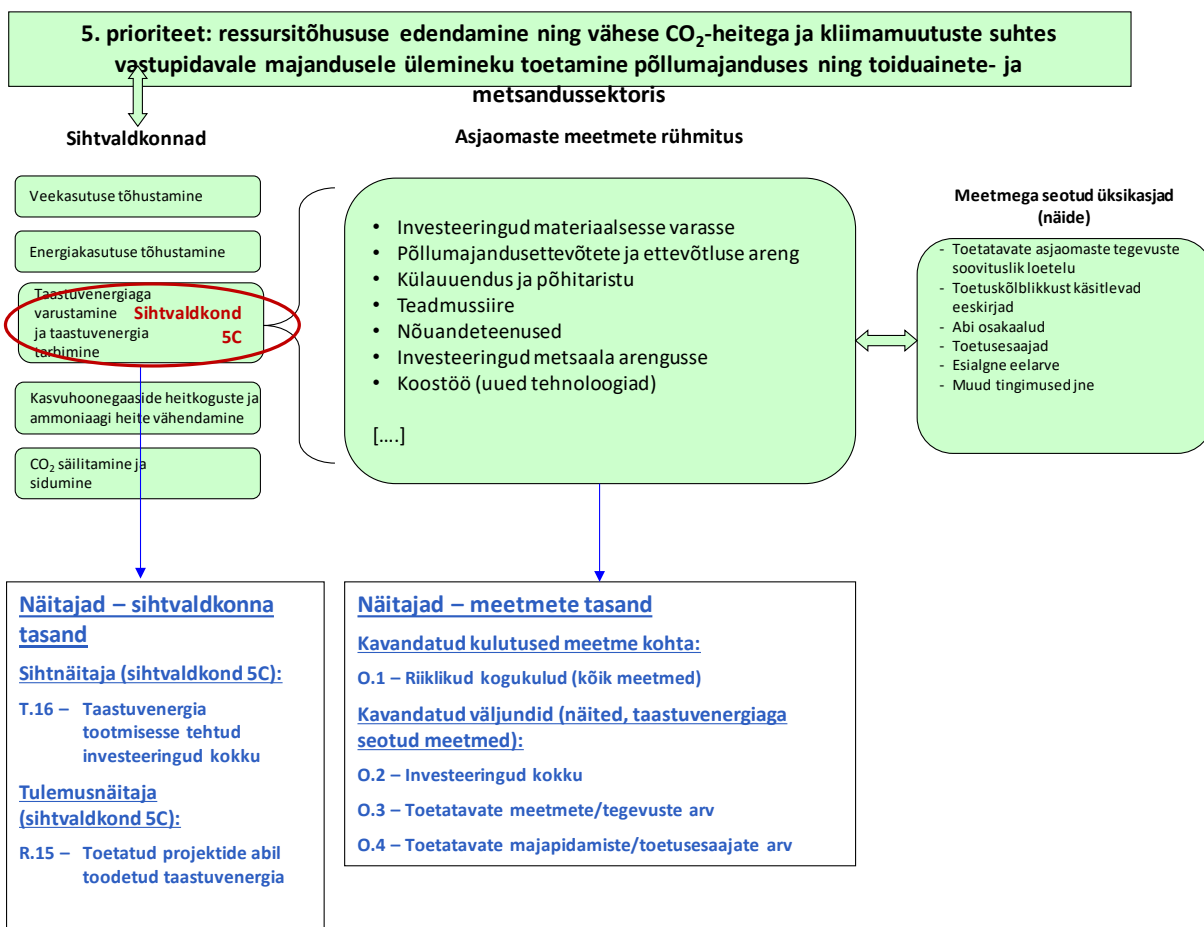 5. prioriteet: ressursitõhususe edendamine ning vähese CO₂-heitega ja kliimamuutuste suhtes
vastupidavale majandusele ülemineku toetamine põllumajanduses ning toiduainete- ja
metsandussektoris
Sihtvaldkonnad
Veekasutuse tõhustamine
Energiakasutuse tõhustamine
Taastuvenergiaga
varustamine
ja taastuvenergia
tarbimine
Sihtvaldkond
5C
Kasvuhoonegaaside heitkoguste ja
ammoniaagi heite vähendamine
CO₂ säilitamine ja
sidumine
Asjaomaste meetmete rühmitus
• Investeeringud materiaalsesse varasse
• Põllumajandusettevõtete ja ettevõtluse areng
• Külauuendus ja põhitaristu
• Teadmussiire
• Nõuandeteenused
• Investeeringud metsaala arengusse
• Koostöö (uued tehnoloogiad)
[....]
Meetmega seotud üksikasjad
(näide)
- Toetatavate asjaomaste tegevuste
soovituslik loetelu
- Toetuskõlblikkust käsitlevad
eeskirjad
- Abi osakaalud
- Toetusesaajad
- Esialgne eelarve
- Muud tingimused jne
Näitajad – sihtvaldkonna
tasand
Sihtnäitaja (sihtvaldkond 5C):
T.16 – Taastuvenergia
tootmisesse tehtud
investeeringud kokku
Tulemusnäitaja
(sihtvaldkond 5C):
R.15 – Toetatud projektide abil
toodetud taastuvenergia
Näitajad – meetmete tasand
Kavandatud kulutused meetme kohta:
O.1 – Riiklikud kogukulud (kõik meetmed)
Kavandatud väljundid (näited, taastuvenergiaga
seotud meetmed):
O.2 – Investeeringud kokku
O.3 – Toetatavate meetmete/tegevuste arv
O.4 – Toetatavate majapidamiste/toetusesaajate arv